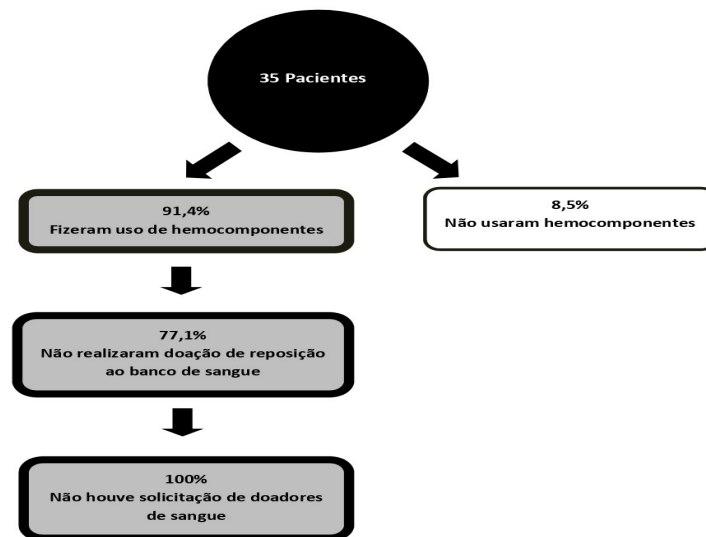 35 Pacientes
91,4%
Fizeram uso de hemocomponentes
8,5%
Não usaram hemocomponentes
77,1%
Não realizaram doação de reposição
ao banco de sangue
100%
Não houve solicitação de doadores
de sangue